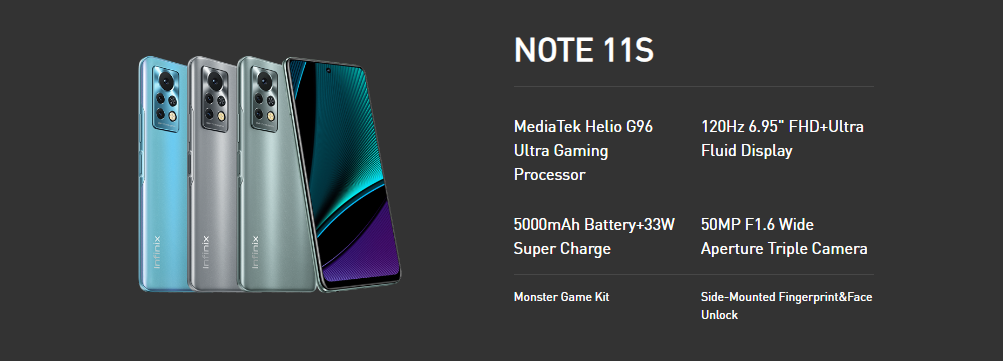 NOTE 11S
MediaTek Helio G96
Ultra Gaming
Processor
120Hz 6.95" FHD+Ultra
Fluid Display
5000mAh Battery+33W
Super Charge
50MP F1.6 Wide
Aperture Triple Camera
Monster Game Kit
Side-Mounted Fingerprint&Face
Unlock
Infinix
Infinix
Infinix